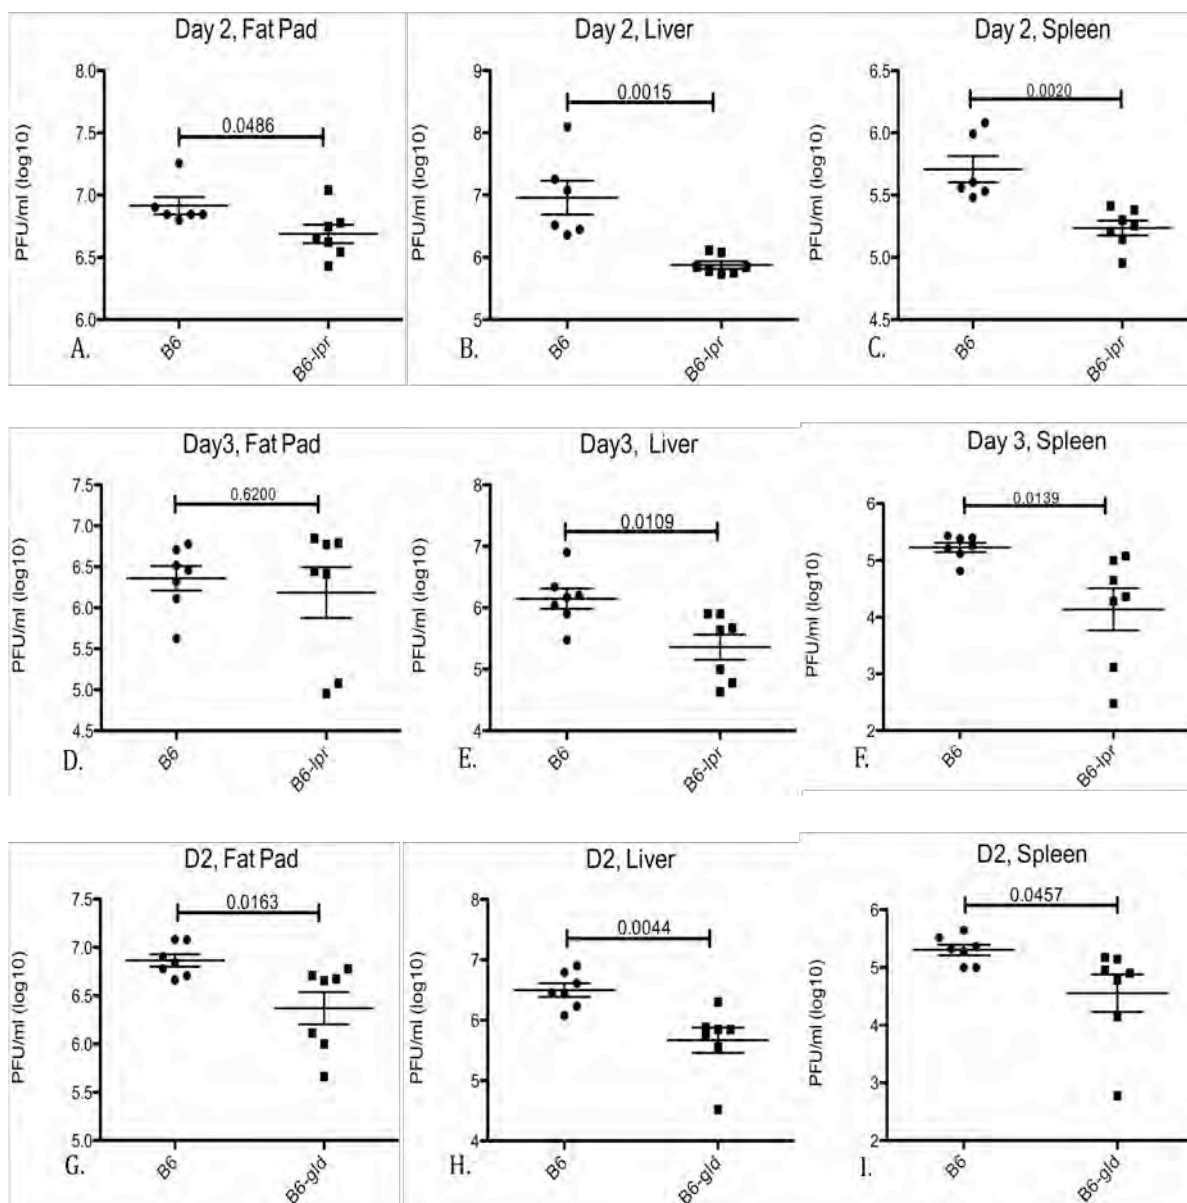 Day 2, Fat Pad
8.0
7.5
7.0
6.5
6.0
PFU/ml (log10)
0.0486
B6
B6-lpr
A.
Day 2, Liver
9
8
7
6
5
PFU/ml (log10)
0.0015
B6
B6-lpr
B.
Day 2, Spleen
6.5
6.0
5.5
5.0
4.5
PFU/ml (log10)
0.0020
B6
B6-lpr
C.
Day3, Fat Pad
7.5
7.0
6.5
6.0
5.5
5.0
4.5
PFU/ml (log10)
0.6200
B6
B6-lpr
D.
Day3, Liver
8
7
6
5
4
PFU/ml (log10)
0.0109
B6
B6-lpr
E.
Day 3, Spleen
6
5
4
3
2
PFU/ml (log10)
0.0139
B6
B6-lpr
F.
D2, Fat Pad
7.5
7.0
6.5
6.0
5.5
5.0
PFU/ml (log10)
0.0163
B6
B6-gld
G.
D2, Liver
8
7
6
5
4
PFU/ml (log10)
0.0044
B6
B6-gld
H.
D2, Spleen
6
5
4
3
2
PFU/ml (log10)
0.0457
B6
B6-gld
I.